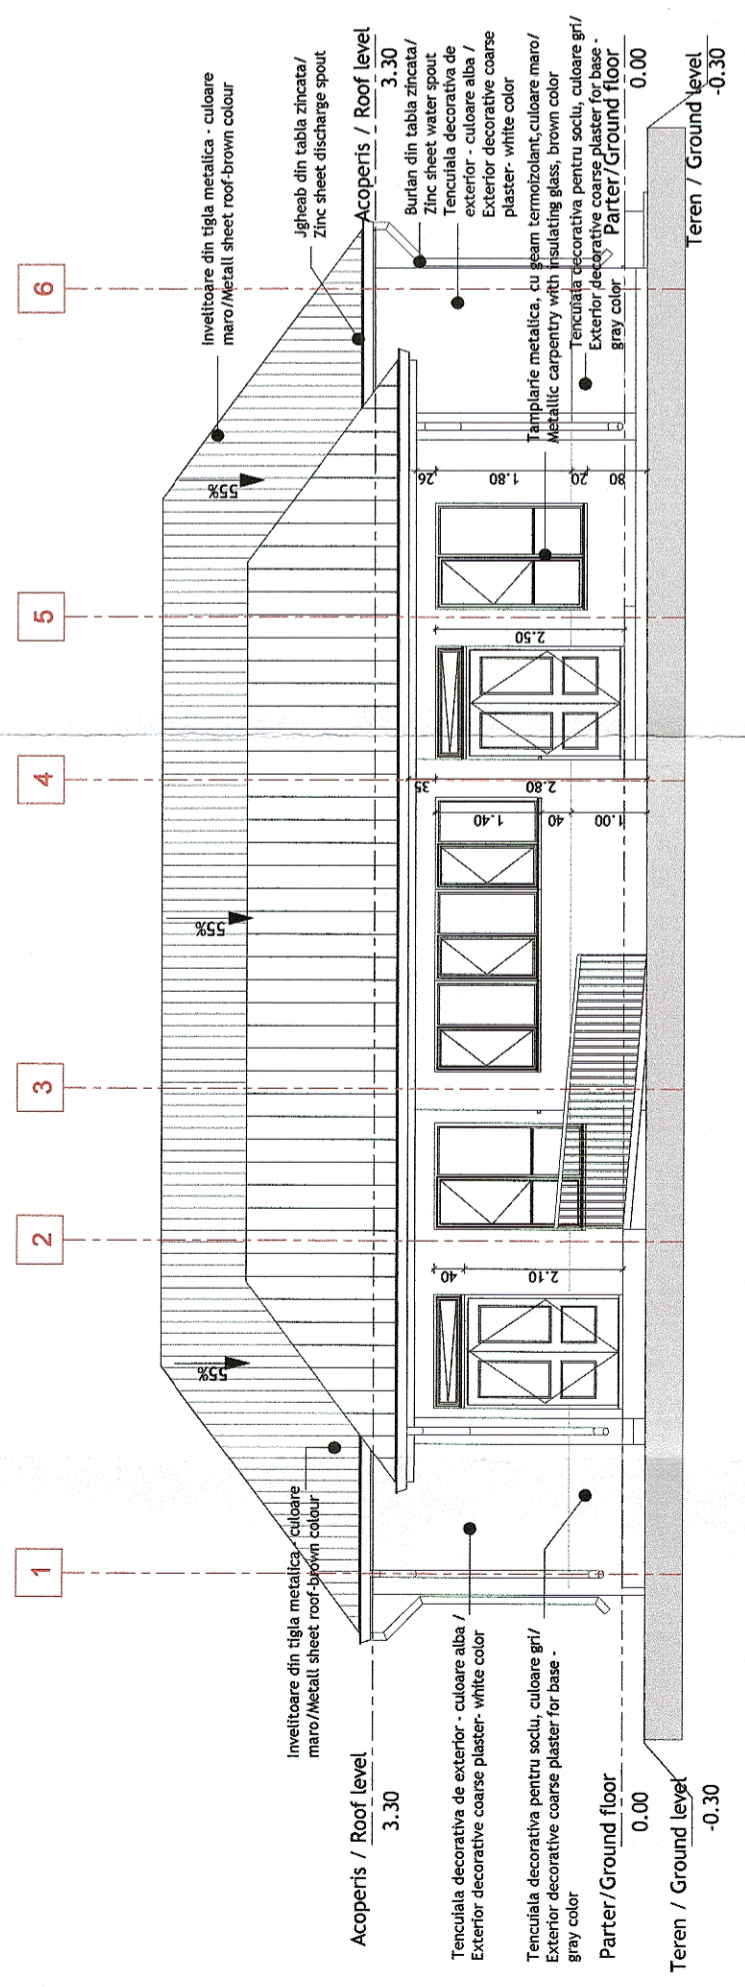 1
2
3
4
5
6
Invelitoare din tigla metalica - culoare
maro/Metall sheet roof-brown colour
Jgheab din tabla zincata/
Zinc sheet discharge spout
Acoperis / Roof level
3.30
Burlan din tabla zincata/
Zinc sheet water spout
Tencuiala decorativa de
exterior - culoare alba /
Exterior decorative coarse
plaster- white color
Tamplarie metalica, cu geam termoizolant,culoare maro/
Metallic carpentry with insulating glass, brown color
Tencuiala decorativa pentru soclu, culoare gri/
Exterior decorative coarse plaster for base -
gray color
Parter/Ground floor
0.00
Teren / Ground level
-0.30
Invelitoare din tigla metalica - culoare
maro/Metall sheet roof-brown colour
Acoperis / Roof level
3.30
Tencuiala decorativa de exterior - culoare alba /
Exterior decorative coarse plaster- white color
Tencuiala decorativa pentru soclu, culoare gri/
Exterior decorative coarse plaster for base -
gray color
Parter/Ground floor
0.00
Teren / Ground level
-0.30
55%
55%
55%
40
2.10
35
2.80
1.40
40
1.00
2.50
26
1.80
20
80